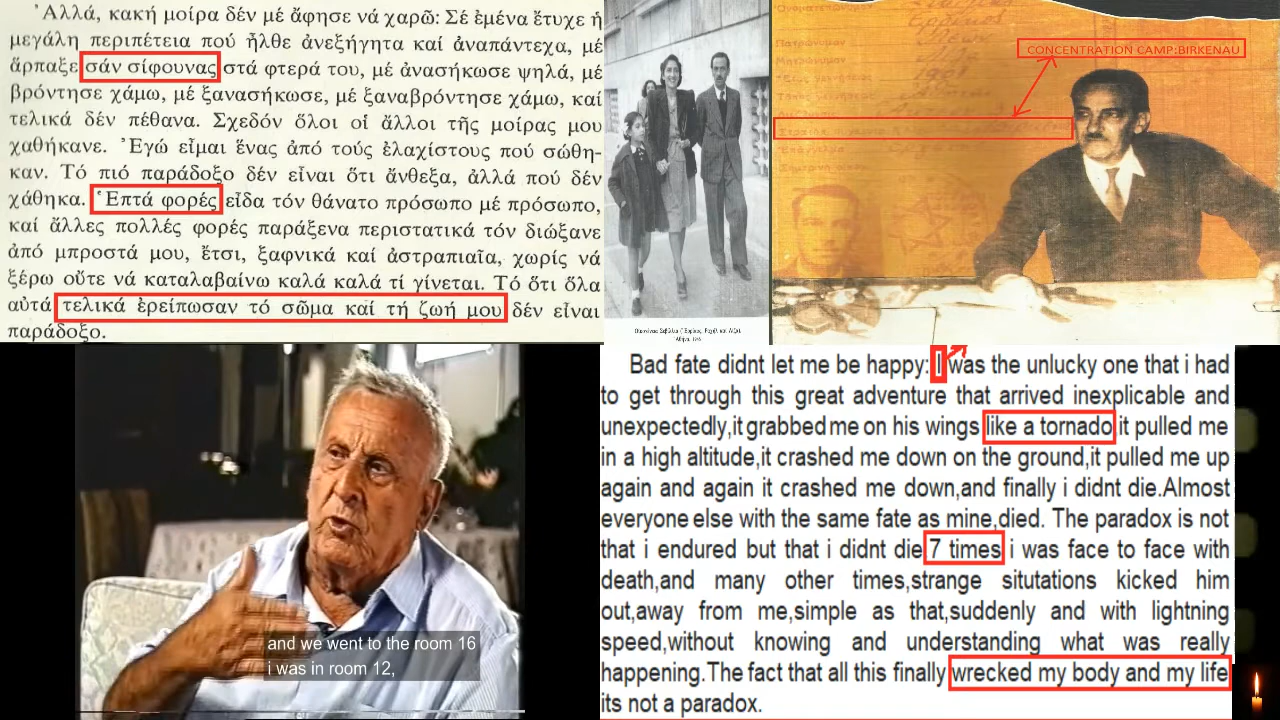 Ἀλλά, κακή μοίρα δέν μέ ἄφησε νά χαρῶ: Σέ ἐμένα ἔτυχε ἡ
μεγάλη περιπέτεια πού ἦλθε ἀνεξήγητα καί ἀναπάντεχα, μέ
ἅρπαξε σάν σίφουνας στά φτερά του, μέ ἀνασήκωσε ψηλά, μέ
βρόντησε χάμω, μέ ξανασήκωσε, μέ ξαναβρόντησε χάμω, καί
τελικά δέν πέθανα. Σχεδόν ὅλοι οἱ ἄλλοι τῆς μοίρας μου
χαθήκανε. Ἐγώ εἶμαι ἕνας ἀπό τούς ἐλαχίστους πού σώθη-
καν. Τό πιό παράδοξο δέν εἶναι ὅτι ἄνθεξα, ἀλλά πού δέν
χάθηκα. Ἑπτά φορές εἶδα τόν θάνατο πρόσωπο μέ πρόσωπο,
καί ἄλλες πολλές φορές παράξενα περιστατικά τόν διώξανε
ἀπό μπροστά μου, ἔτσι, ξαφνικά καί ἀστραπιαῖα, χωρίς νά
ξέρω οὔτε νά καταλαβαίνω καλά καλά τί γίνεται. Τό ὅτι ὅλα
αὐτά τελικά ἐρείπωσαν τό σῶμα καί τή ζωή μου δέν εἶναι
παράδοξο.
CONCENTRATION CAMP:BIRKENAU
and we went to the room 16
i was in room 12,
Bad fate didnt let me be happy: I was the unlucky one that i had
to get through this great adventure that arrived inexplicable and
unexpectedly,it grabbed me on his wings like a tornado it pulled me
in a high altitude,it crashed me down on the ground,it pulled me up
again and again it crashed me down,and finally i didnt die.Almost
everyone else with the same fate as mine,died. The paradox is not
that i endured but that i didnt die 7 times i was face to face with
death,and many other times,strange situtations kicked him
out,away from me,simple as that,suddenly and with lightning
speed,without knowing and understanding what was really
happening.The fact that all this finally wrecked my body and my life
its not a paradox.